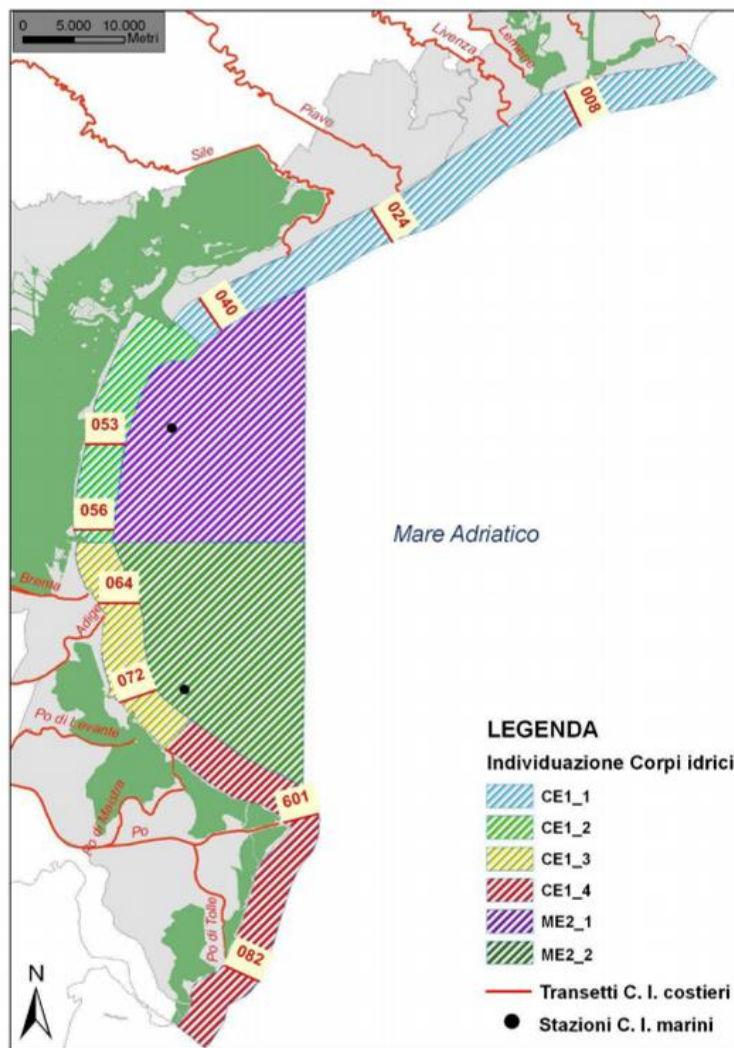 0 5.000 10.000
Metri
Livenza
Lemene
008
Piave
Sile
024
040
053
Mare Adriatico
056
064
Brenta
Adige
072
Po di Levante
Po di Maistra
Po
601
Po di Tolle
082
N
LEGENDA
Individuazione Corpi idrici
CE1_1
CE1_2
CE1_3
CE1_4
ME2_1
ME2_2
Transetti C. I. costieri
Stazioni C. I. marini